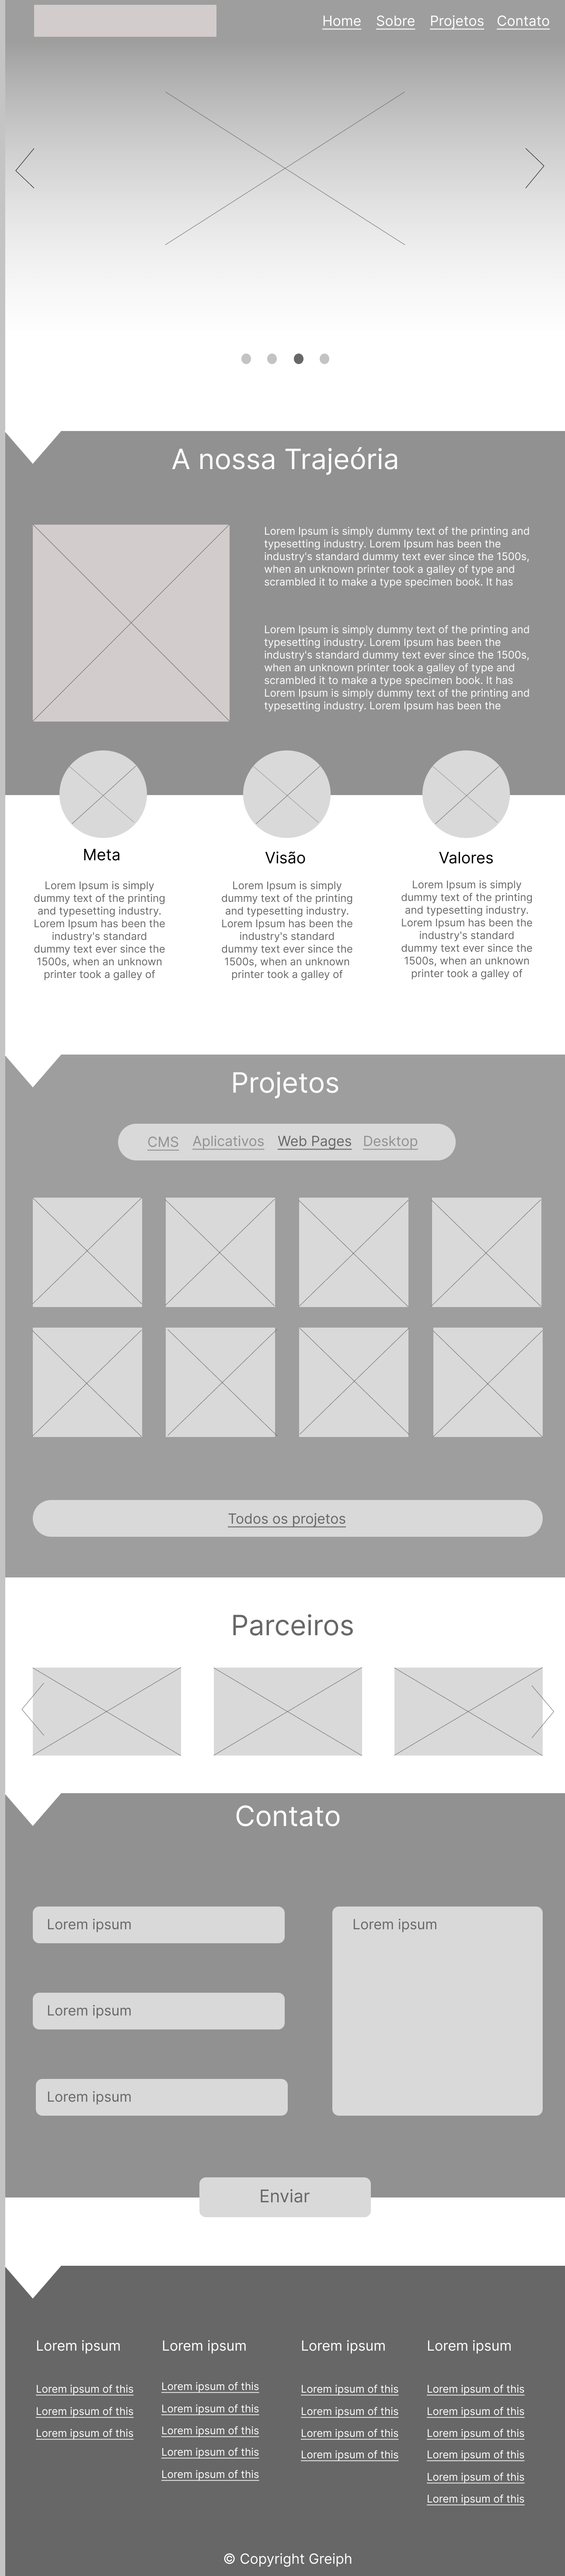 Home Sobre Projetos Contato
A nossa Trajeória
Lorem Ipsum is simply dummy text of the printing and
typesetting industry. Lorem Ipsum has been the
industry's standard dummy text ever since the 1500s,
when an unknown printer took a galley of type and
scrambled it to make a type specimen book. It has
Lorem Ipsum is simply dummy text of the printing and
typesetting industry. Lorem Ipsum has been the
industry's standard dummy text ever since the 1500s,
when an unknown printer took a galley of type and
scrambled it to make a type specimen book. It has
Lorem Ipsum is simply dummy text of the printing and
typesetting industry. Lorem Ipsum has been the
Meta
Lorem Ipsum is simply
dummy text of the printing
and typesetting industry.
Lorem Ipsum has been the
industry's standard
dummy text ever since the
1500s, when an unknown
printer took a galley of
Visão
Lorem Ipsum is simply
dummy text of the printing
and typesetting industry.
Lorem Ipsum has been the
industry's standard
dummy text ever since the
1500s, when an unknown
printer took a galley of
Valores
Lorem Ipsum is simply
dummy text of the printing
and typesetting industry.
Lorem Ipsum has been the
industry's standard
dummy text ever since the
1500s, when an unknown
printer took a galley of
Projetos
CMS Aplicativos Web Pages Desktop
Todos os projetos
Parceiros
Contato
Lorem ipsum
Lorem ipsum
Lorem ipsum
Lorem ipsum
Enviar
Lorem ipsum
Lorem ipsum of this
Lorem ipsum of this
Lorem ipsum of this
Lorem ipsum
Lorem ipsum of this
Lorem ipsum of this
Lorem ipsum of this
Lorem ipsum of this
Lorem ipsum of this
Lorem ipsum
Lorem ipsum of this
Lorem ipsum of this
Lorem ipsum of this
Lorem ipsum of this
Lorem ipsum
Lorem ipsum of this
Lorem ipsum of this
Lorem ipsum of this
Lorem ipsum of this
Lorem ipsum of this
Lorem ipsum of this
© Copyright Greiph